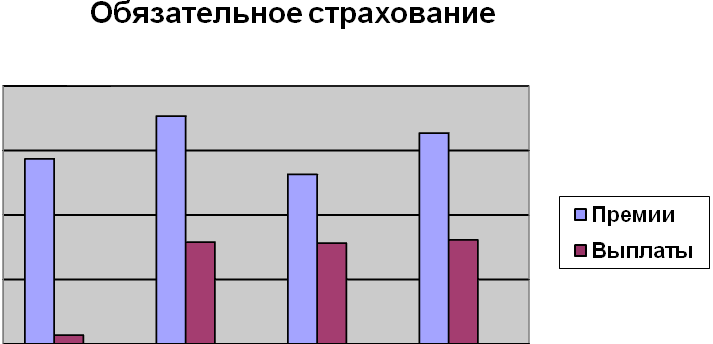 Обязательное страхование
Премии
Выплаты